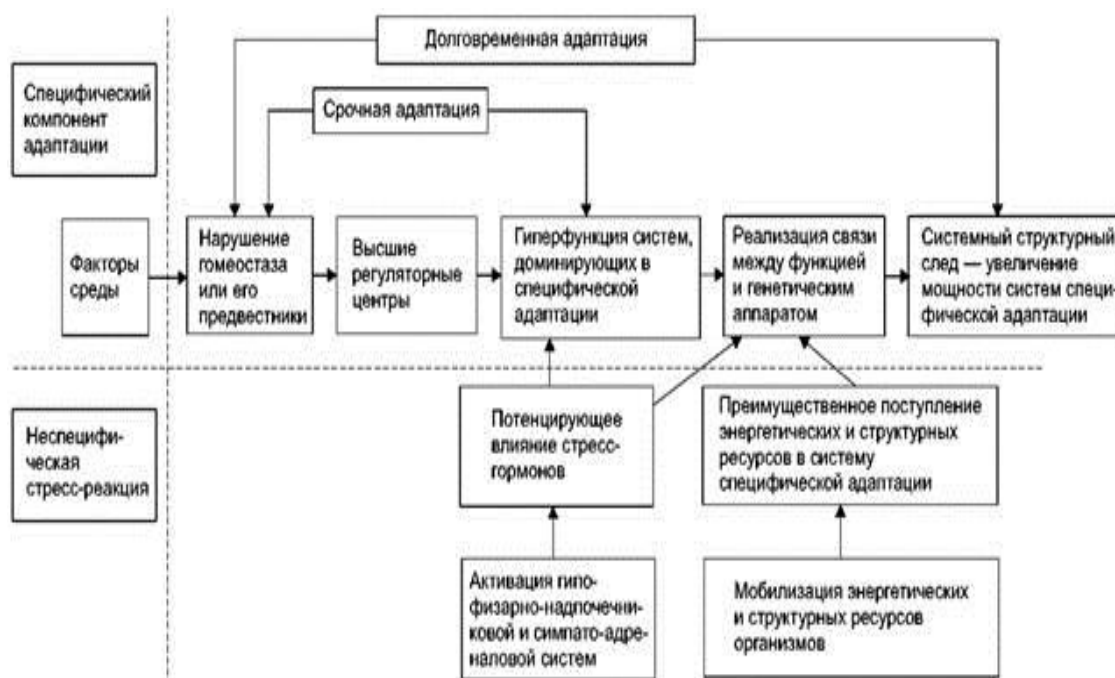 Долговременная адаптация
Специфический
компонент
адаптации
Срочная адаптация
Факторы
среды
Нарушение
гомеостаза
или его
предвестники
Высшие
регуляторные
центры
Гиперфункция систем,
доминирующих в
специфической
адаптации
Реализация связи
между функцией
и генетическим
аппаратом
Системный структурный
след — увеличение
мощности систем специ-
фической адаптации
Неспецифи-
ческая
стресс-реакция
Потенцирующее
влияние стресс-
гормонов
Преимущественное поступление
энергетических и структурных
ресурсов в систему
специфической адаптации
Активация гипо-
физарно-надпочечни-
ковой и симпато-адре-
наловой систем
Мобилизация энергетических
и структурных ресурсов
организмов